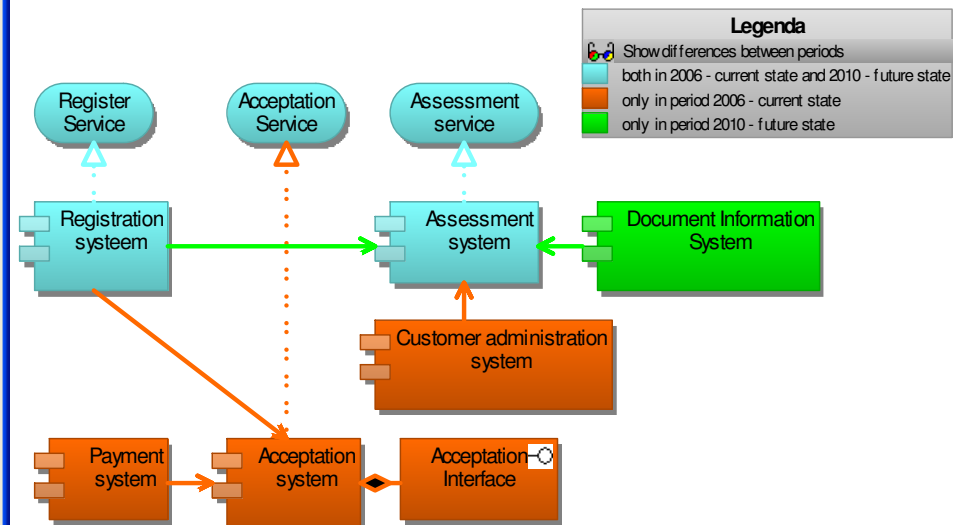 Legenda
Show differences between periods
both in 2006 - current state and 2010 - future state
only in period 2006 - current state
only in period 2010 - future state
Register
Service
Acceptation
Service
Assessment
service
Registration
systeem
Assessment
system
Document Information
System
Customer administration
system
Payment
system
Acceptation
system
Acceptation
Interface